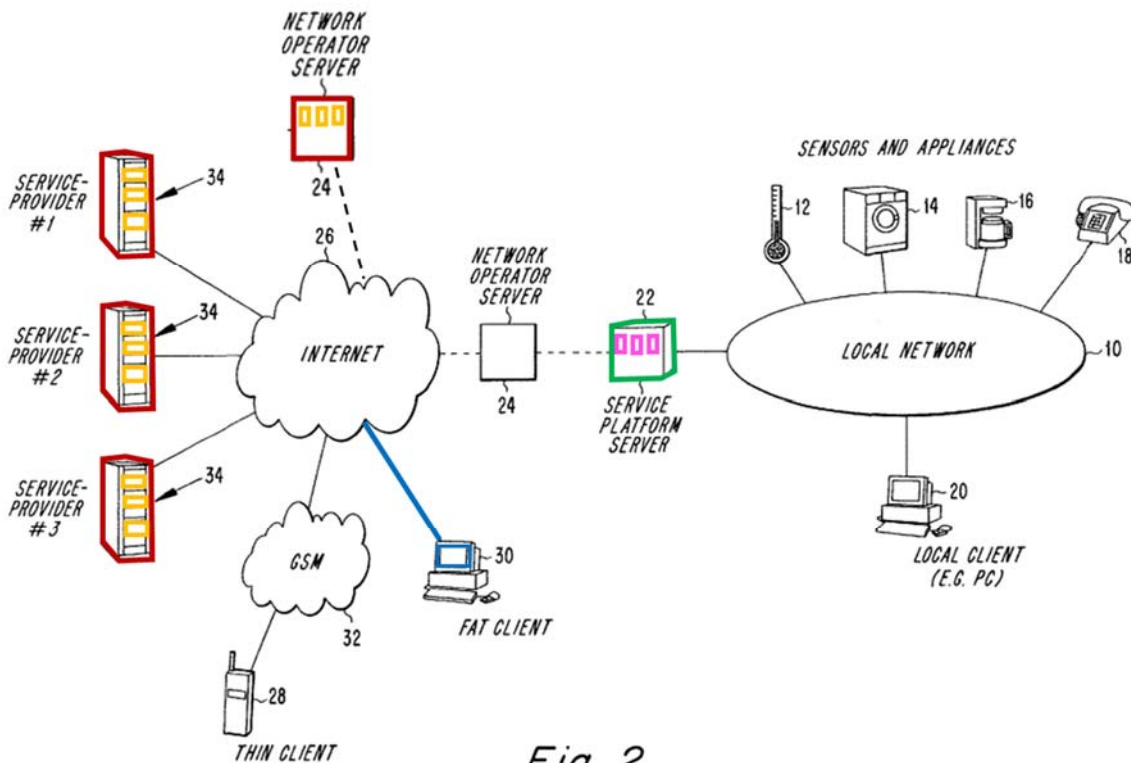 NETWORK
OPERATOR
SERVER
24
SERVICE-
PROVIDER
#1
34
SERVICE-
PROVIDER
#2
34
SERVICE-
PROVIDER
#3
34
26
INTERNET
NETWORK
OPERATOR
SERVER
24
22
SERVICE
PLATFORM
SERVER
SENSORS AND APPLIANCES
12
14
16
18
LOCAL NETWORK
10
20
LOCAL CLIENT
(E.G. PC)
GSM
32
30
FAT CLIENT
28
THIN CLIENT
Fig. 2